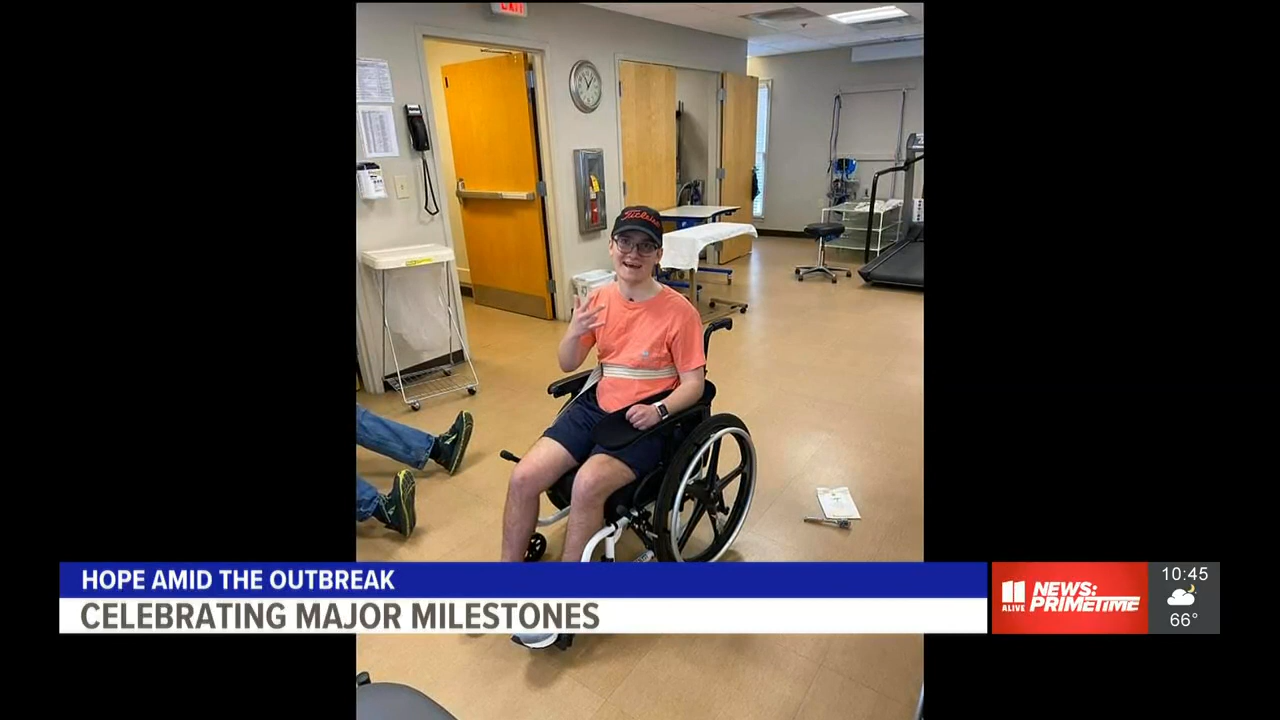 EXIT
Titleist
HOPE AMID THE OUTBREAK
CELEBRATING MAJOR MILESTONES
11
ALIVE
NEWS:
PRIMETIME
10:45
66°